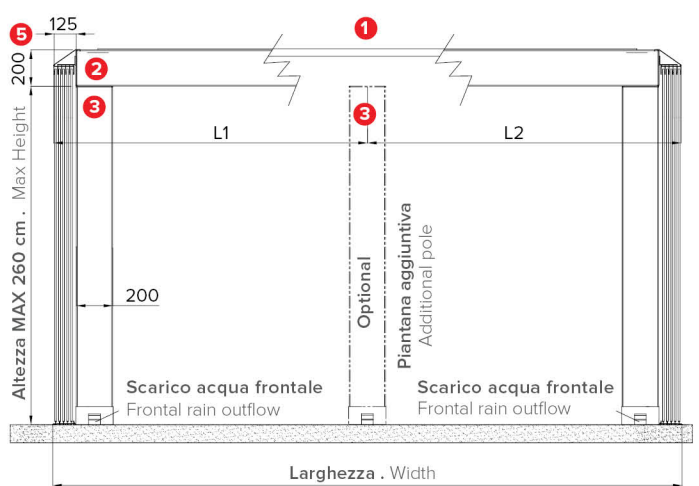 5
125
1
200
2
3
3
L1
L2
Altezza MAX 260 cm . Max Height
200
Optional
Piantana aggiuntiva
Additional pole
Scarico acqua frontale
Frontal rain outflow
Scarico acqua frontale
Frontal rain outflow
Larghezza . Width